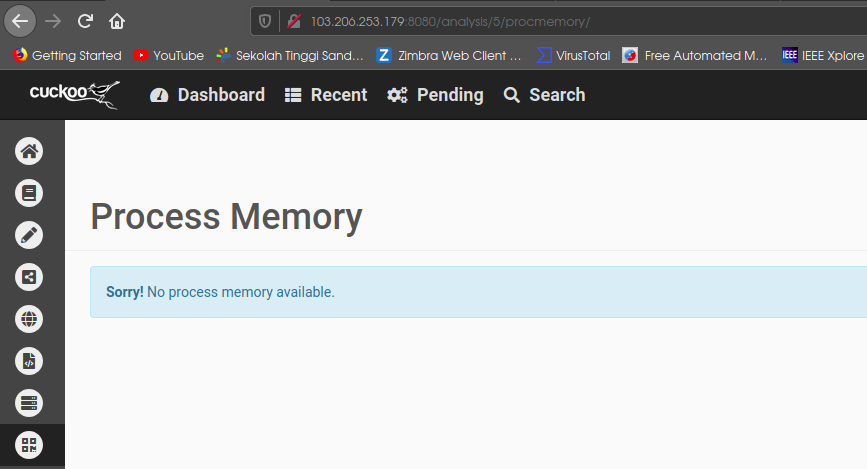 103.206.253.179:8080/analysis/5/procmemory/
Getting Started YouTube Sekolah Tinggi Sand… Zimbra Web Client … VirusTotal Free Automated M… IEEE IEEE Xplore
cuckoo Dashboard Recent Pending Search
Process Memory
Sorry! No process memory available.